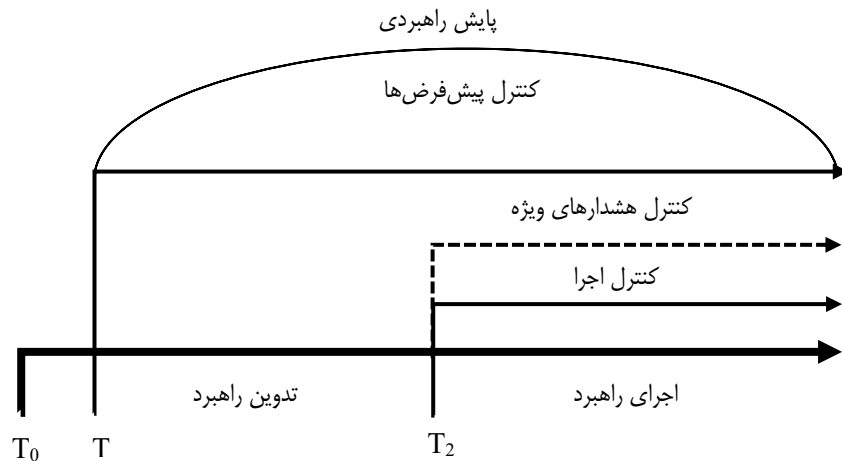 پایش راهبردی
کنترل پیش‌فرض‌ها
کنترل هشدارهای ویژه
کنترل اجرا
اجرای راهبرد
تدوین راهبرد
T0
T
T2